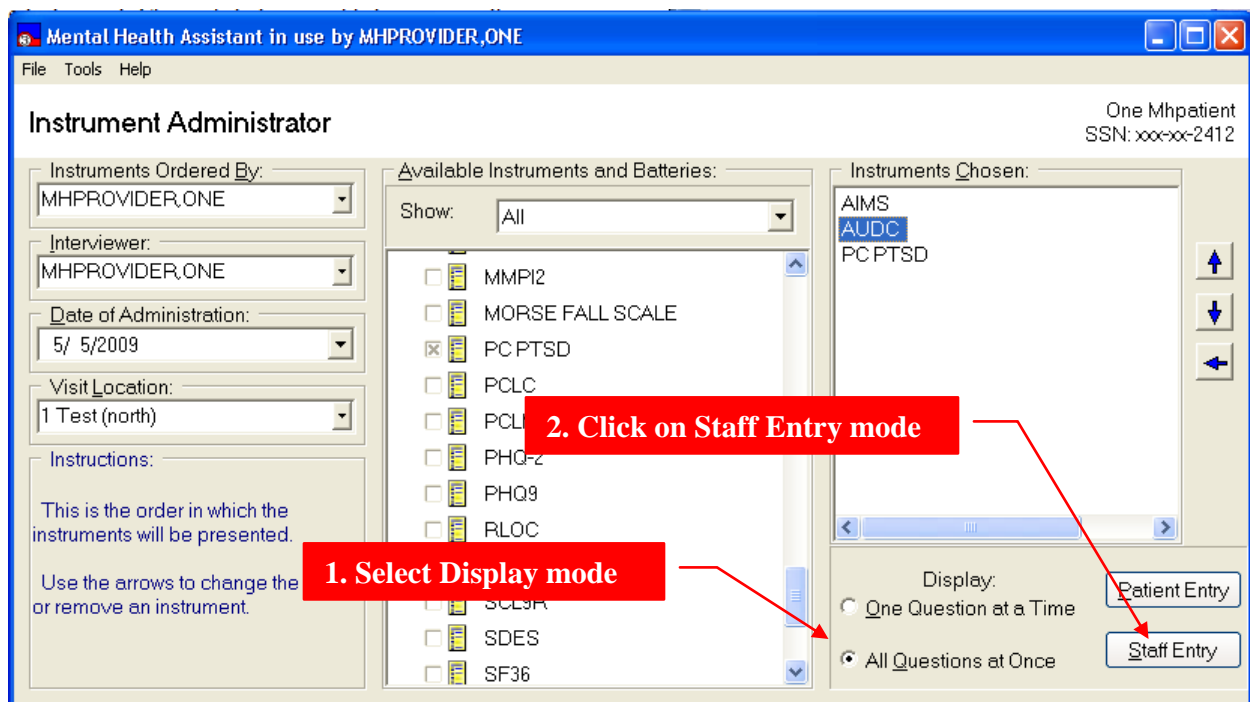 Mental Health Assistant in use by MHPROVIDER,ONE
File Tools Help
Instrument Administrator
One Mhpatient
SSN: xxx-xx-2412
Instruments Ordered By:
MHPROVIDER,ONE
Interviewer:
MHPROVIDER,ONE
Date of Administration:
5/ 5/2009
Visit Location:
1 Test (north)
Instructions:
This is the order in which the
instruments will be presented.
Use the arrows to change the
or remove an instrument.
Available Instruments and Batteries:
Show: All
MMPI2
MORSE FALL SCALE
PC PTSD
PCLC
2. Click on Staff Entry mode
PHQ-2
PHQ9
RLOC
1. Select Display mode
SDES
SF36
Instruments Chosen:
AIMS
AUDC
PC PTSD
Display:
One Question at a Time
All Questions at Once
Patient Entry
Staff Entry